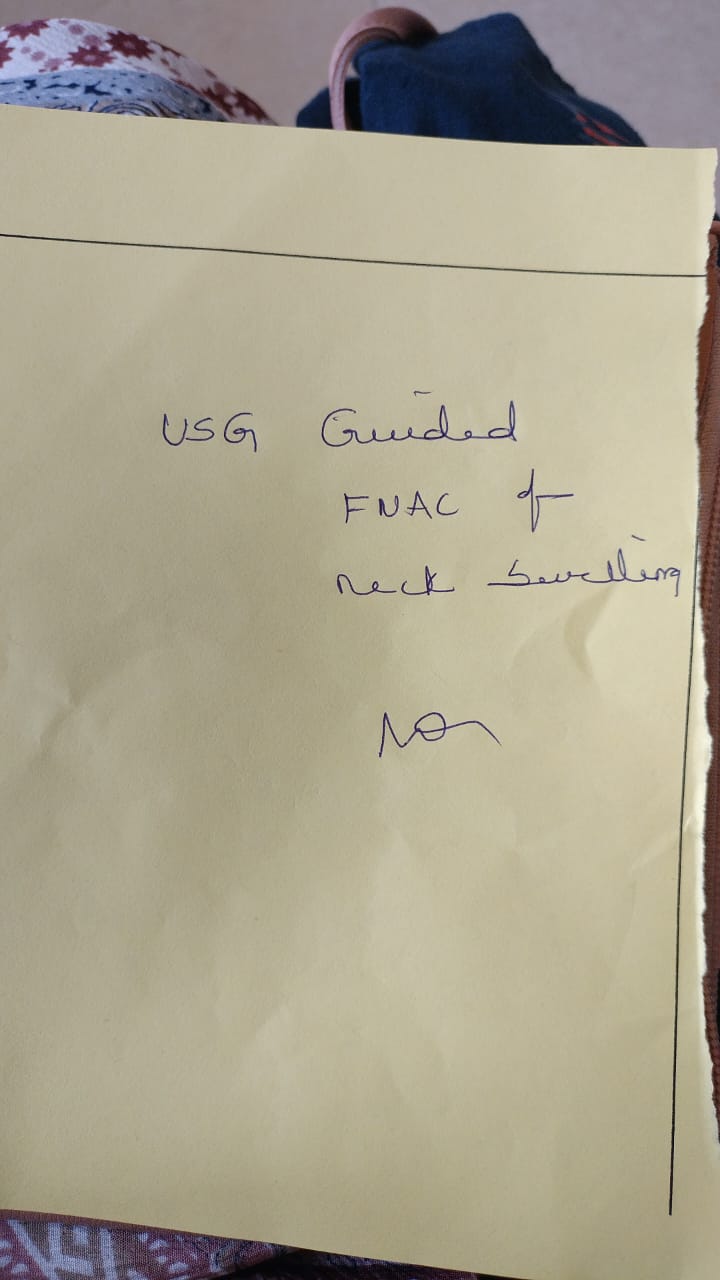 USG Guided
FNAC of
neck swelling